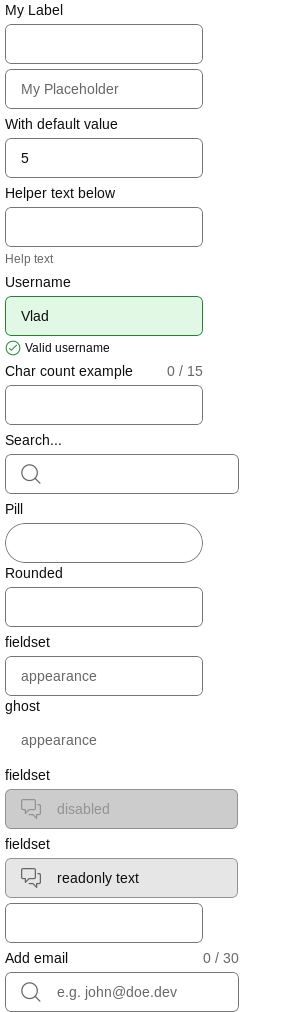 My Label
My Placeholder
With default value
5
Helper text below
Help text
Username
Vlad
Valid username
Char count example 0 / 15
Search...
Pill
Rounded
fieldset
appearance
ghost
appearance
fieldset
disabled
fieldset
readonly text
Add email 0 / 30
e.g. john@doe.dev